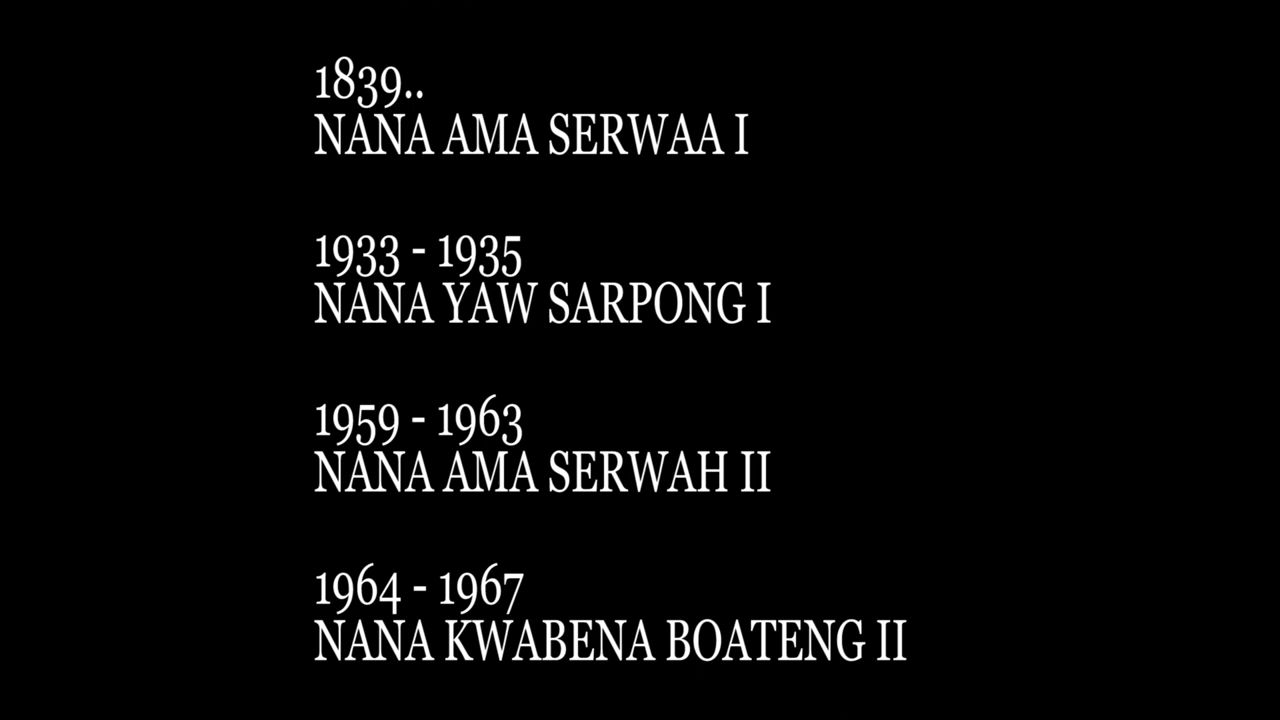 1839..
NANA AMA SERWAA I
1933 - 1935
NANA YAW SARPONG I
1959 - 1963
NANA AMA SERWAH II
1964 - 1967
NANA KWABENA BOATENG II